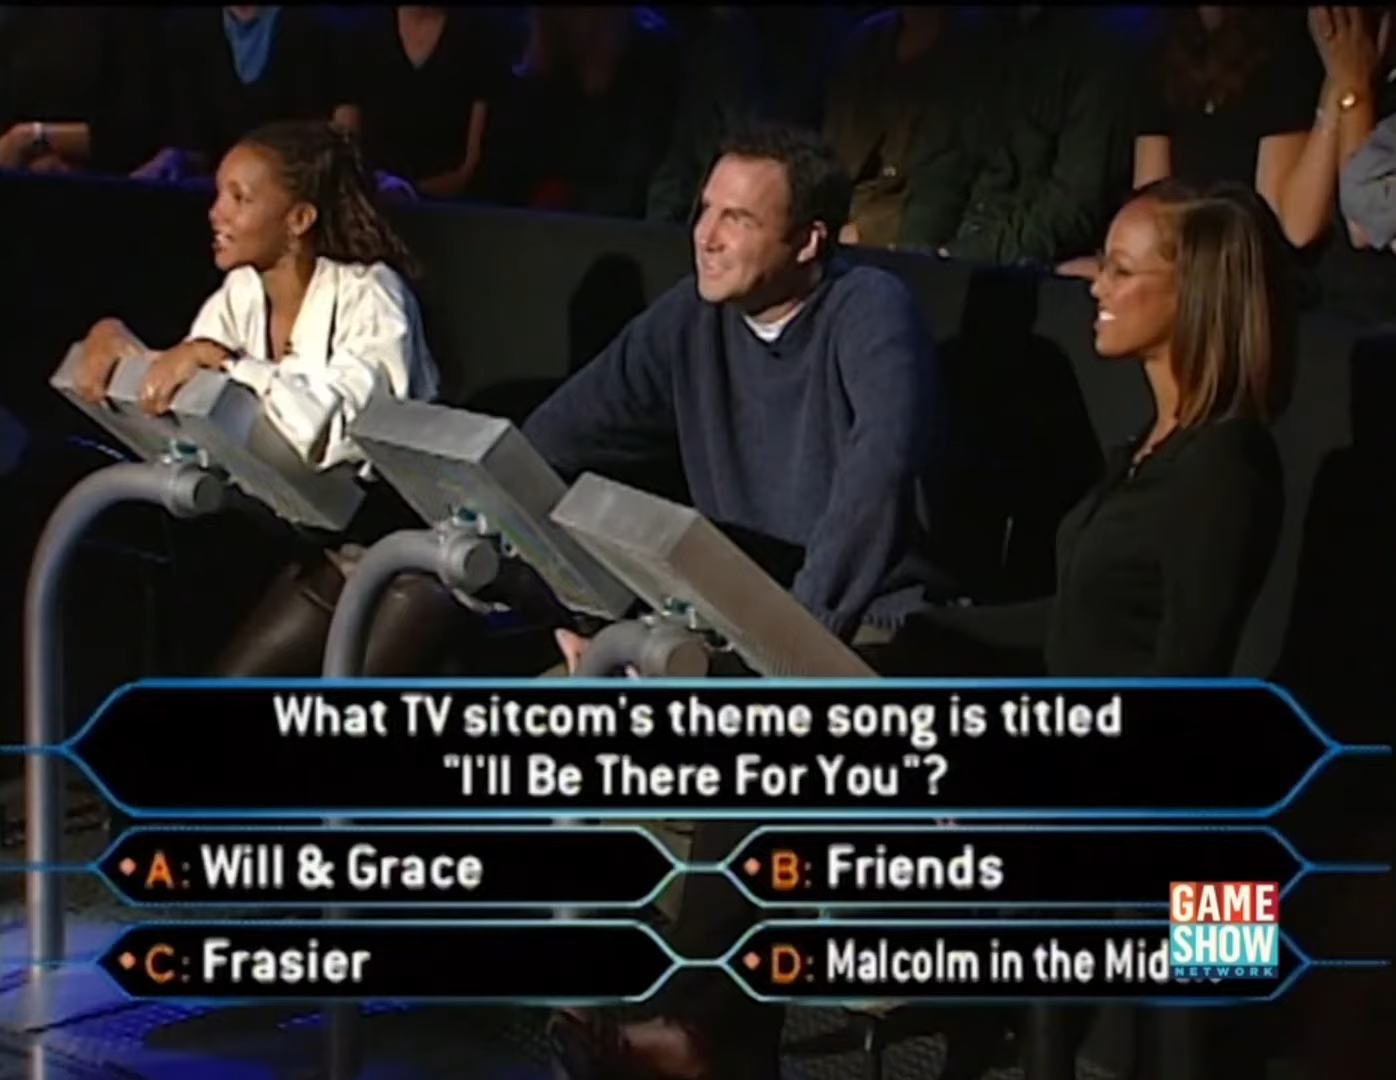 What TV sitcom's theme song is titled
"I'll Be There For You"?
A: Will & Grace
B: Friends
C: Frasier
D: Malcolm in the Mid
GAME
SHOW
NETWORK